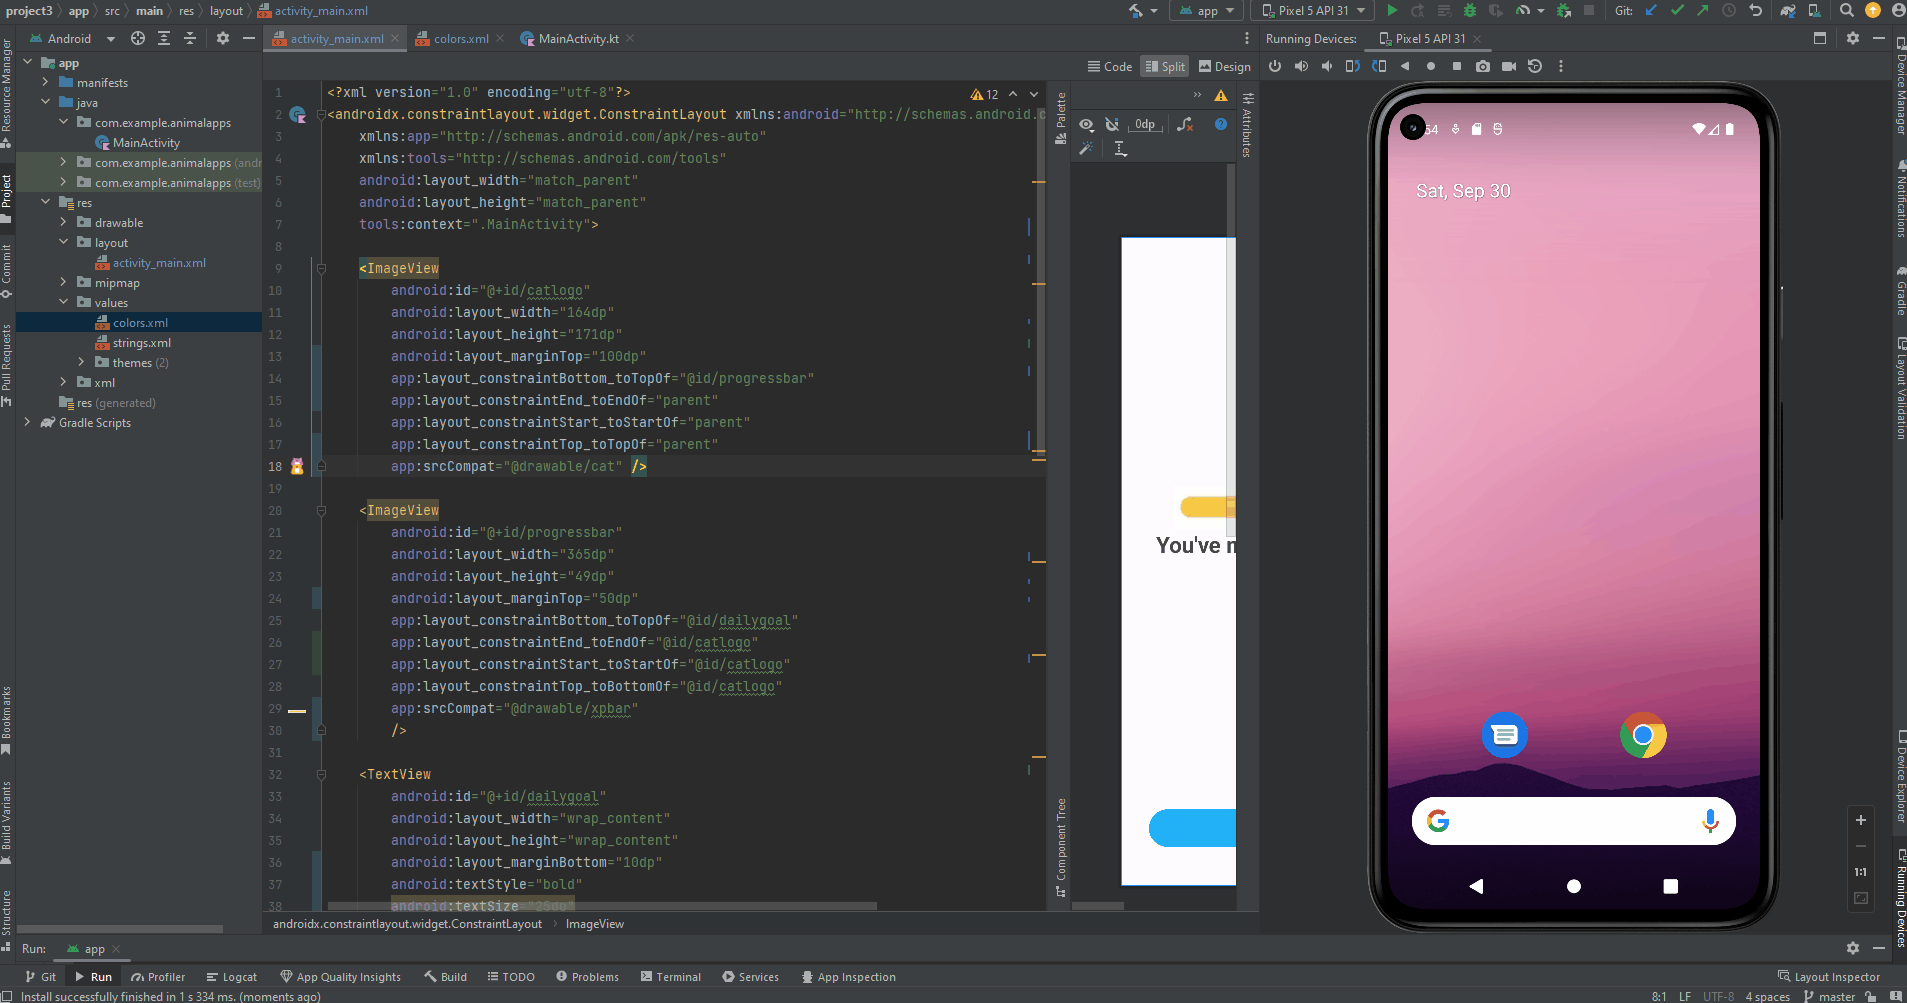 project3 > app > src > main > res > layout > activity_main.xml
app
Pixel 5 API 31
Git:
Android
activity_main.xml
colors.xml
MainActivity.kt
Running Devices:
Pixel 5 API 31
Code
Split
Design
Resource Manager
Project
Commit
Pull Requests
Bookmarks
Build Variants
Structure
app
manifests
java
com.example.animalapps
MainActivity
com.example.animalapps (andr
com.example.animalapps (test)
res
drawable
layout
activity_main.xml
mipmap
values
colors.xml
strings.xml
themes (2)
xml
res (generated)
Gradle Scripts
12
1 <?xml version="1.0" encoding="utf-8"?>
2 <androidx.constraintlayout.widget.ConstraintLayout xmlns:android="http://schemas.android.c
3 xmlns:app="http://schemas.android.com/apk/res-auto"
4 xmlns:tools="http://schemas.android.com/tools"
5 android:layout_width="match_parent"
6 android:layout_height="match_parent"
7 tools:context=".MainActivity">
8
9 <ImageView
10 android:id="@+id/catlogo"
11 android:layout_width="164dp"
12 android:layout_height="171dp"
13 android:layout_marginTop="100dp"
14 app:layout_constraintBottom_toTopOf="@id/progressbar"
15 app:layout_constraintEnd_toEndOf="parent"
16 app:layout_constraintStart_toStartOf="parent"
17 app:layout_constraintTop_toTopOf="parent"
18 app:srcCompat="@drawable/cat" />
19
20 <ImageView
21 android:id="@+id/progressbar"
22 android:layout_width="365dp"
23 android:layout_height="49dp"
24 android:layout_marginTop="50dp"
25 app:layout_constraintBottom_toTopOf="@id/dailygoal"
26 app:layout_constraintEnd_toEndOf="@id/catlogo"
27 app:layout_constraintStart_toStartOf="@id/catlogo"
28 app:layout_constraintTop_toBottomOf="@id/catlogo"
29 app:srcCompat="@drawable/xpbar"
30 />
31
32 <TextView
33 android:id="@+id/dailygoal"
34 android:layout_width="wrap_content"
35 android:layout_height="wrap_content"
36 android:layout_marginBottom="10dp"
37 android:textStyle="bold"
38 android:textSize="25dp"
androidx.constraintlayout.widget.ConstraintLayout > ImageView
Palette
Component Tree
0dp
Attributes
You've m
54
Sat, Sep 30
1:1
Device Manager
Notifications
Gradle
Layout Validation
Device Explorer
Running Devices
Run:
app
Git
Run
Profiler
Logcat
App Quality Insights
Build
TODO
Problems
Terminal
Services
App Inspection
Layout Inspector
Install successfully finished in 1 s 334 ms. (moments ago)
8:1 LF UTF-8 4 spaces master